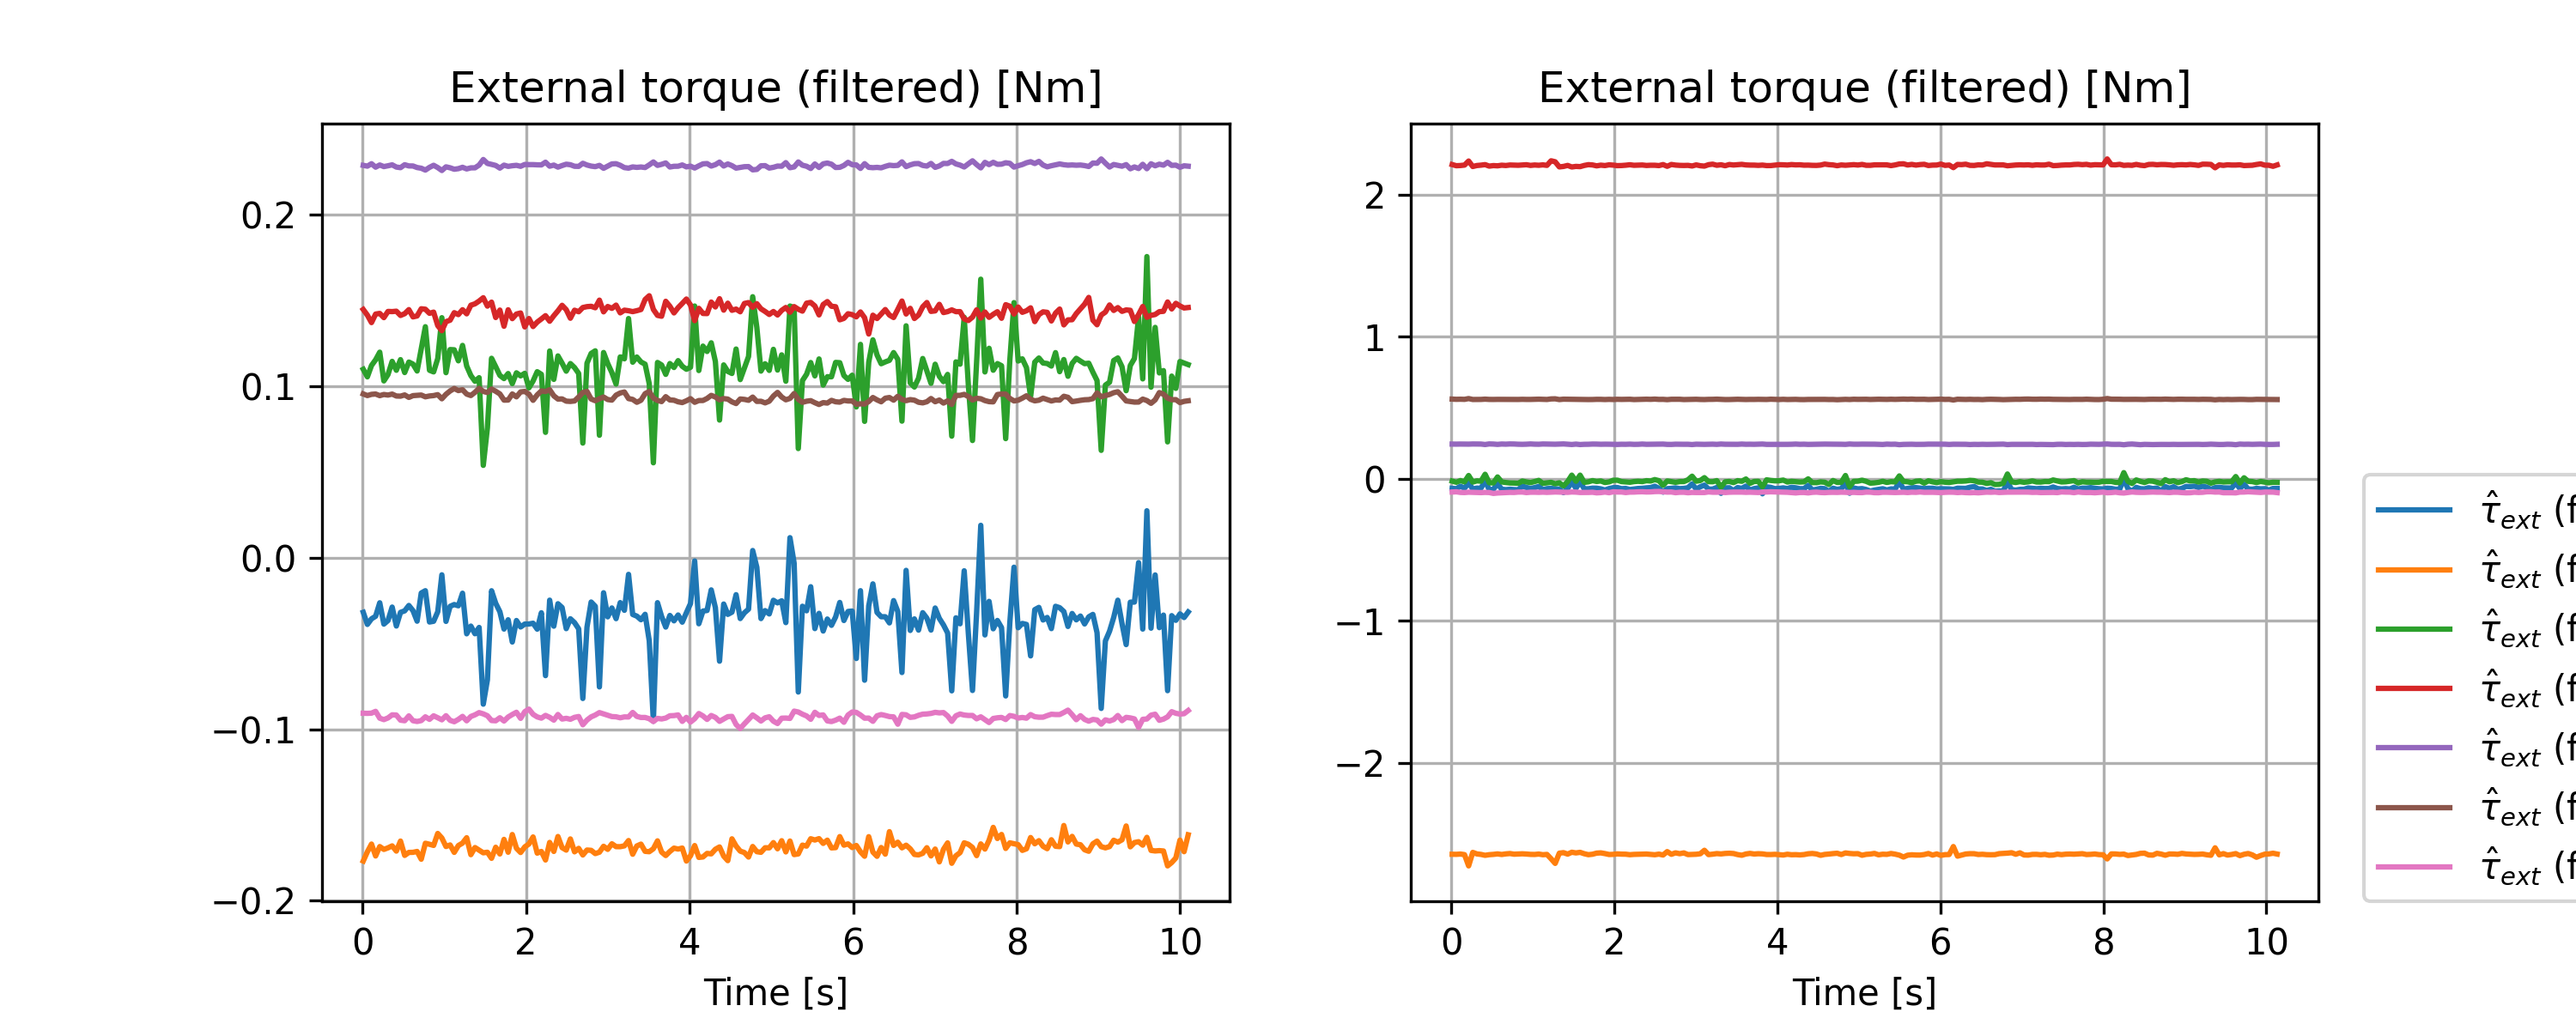 External torque (filtered) [Nm]
0.2
0.1
0.0
−0.1
−0.2
0 2 4 6 8 10
Time [s]
External torque (filtered) [Nm]
2
1
0
−1
−2
0 2 4 6 8 10
Time [s]
τ̂ext (f
τ̂ext (f
τ̂ext (f
τ̂ext (f
τ̂ext (f
τ̂ext (f
τ̂ext (f